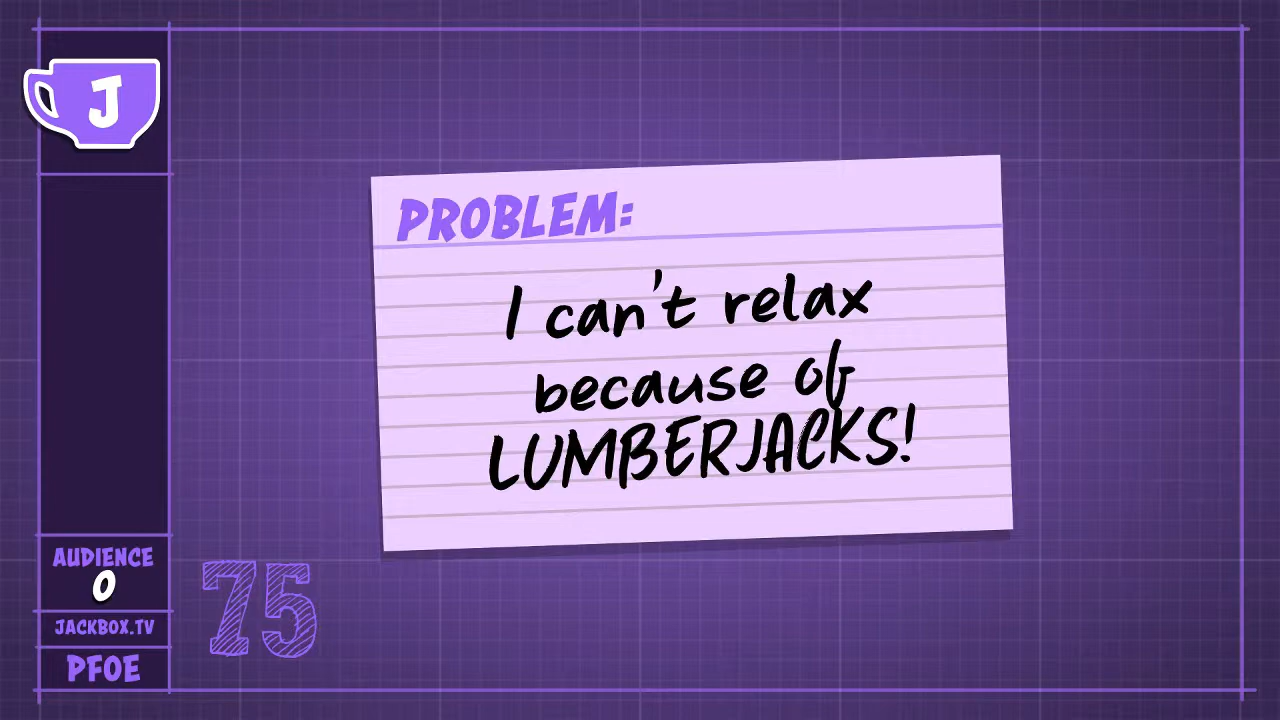 J
PROBLEM:
I can't relax
because of
LUMBERJACKS!
AUDIENCE
0
JACKBOX.TV
PFOE
75